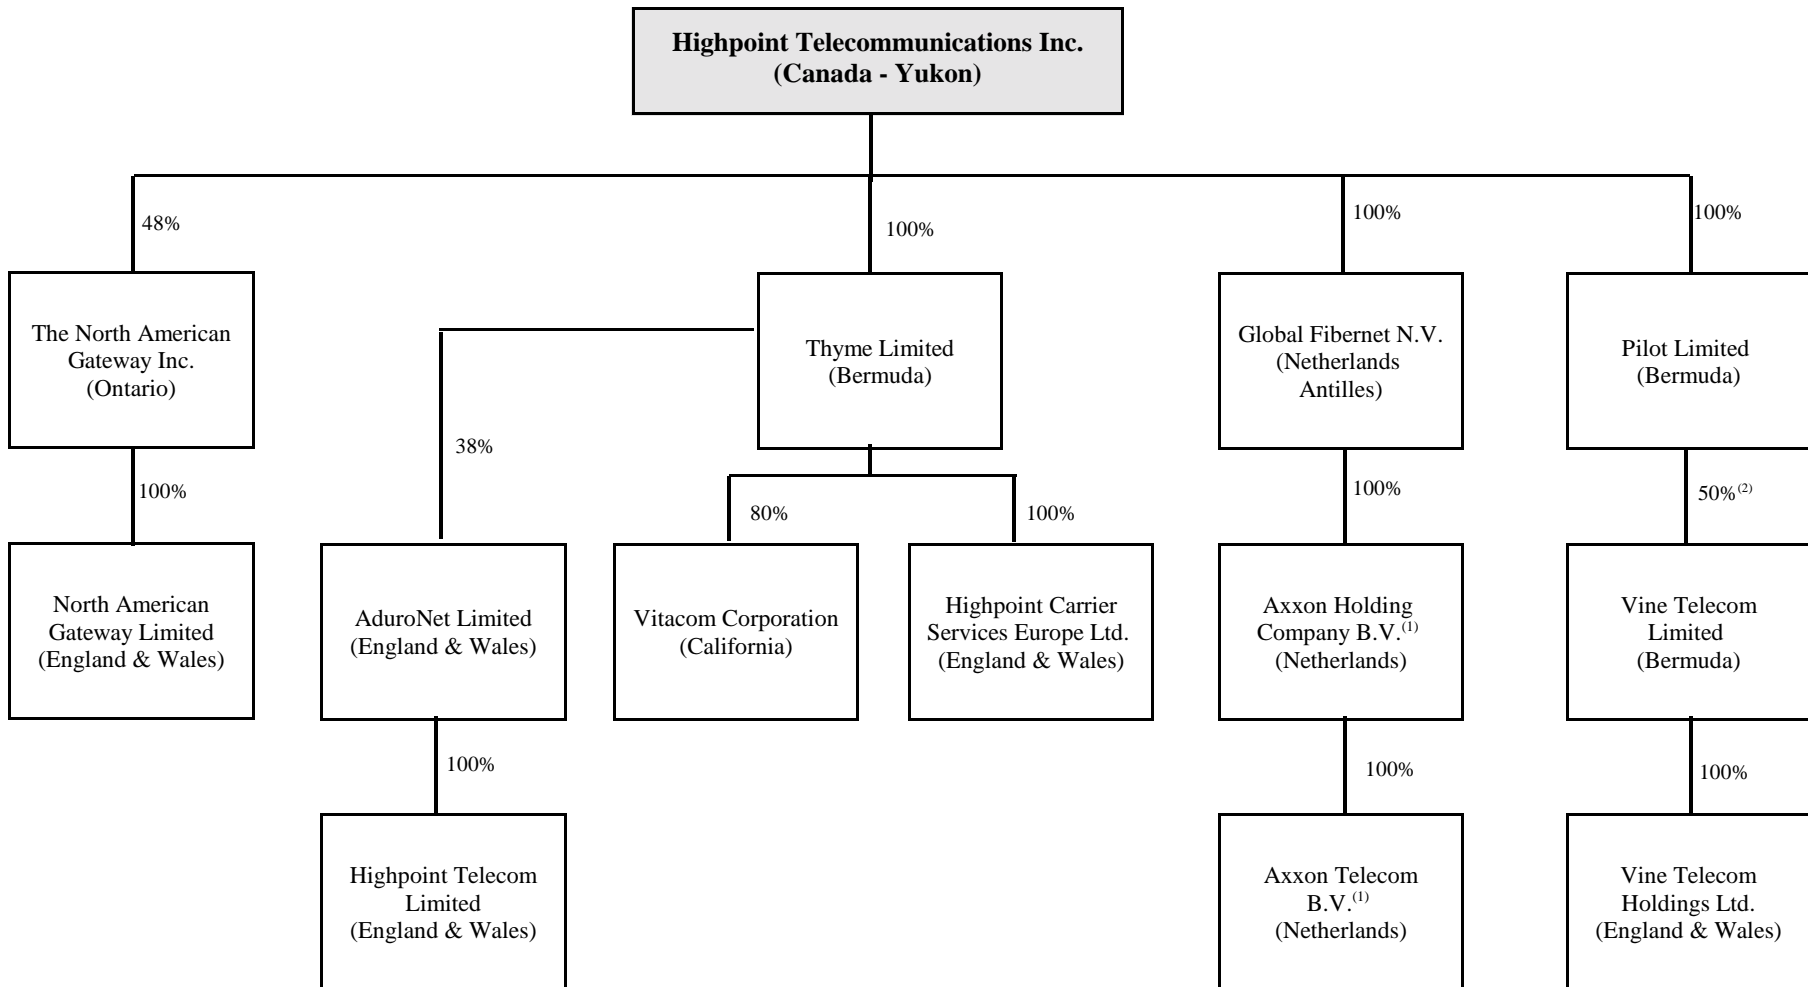 Highpoint Telecommunications Inc.
(Canada - Yukon)
48%
100%
100%
100%
The North American
Gateway Inc.
(Ontario)
Thyme Limited
(Bermuda)
Global Fibernet N.V.
(Netherlands
Antilles)
Pilot Limited
(Bermuda)
100%
38%
80%
100%
100%
50%(2)
North American
Gateway Limited
(England & Wales)
AduroNet Limited
(England & Wales)
Vitacom Corporation
(California)
Highpoint Carrier
Services Europe Ltd.
(England & Wales)
Axxon Holding
Company B.V.(1)
(Netherlands)
Vine Telecom
Limited
(Bermuda)
100%
100%
100%
Highpoint Telecom
Limited
(England & Wales)
Axxon Telecom
B.V.(1)
(Netherlands)
Vine Telecom
Holdings Ltd.
(England & Wales)